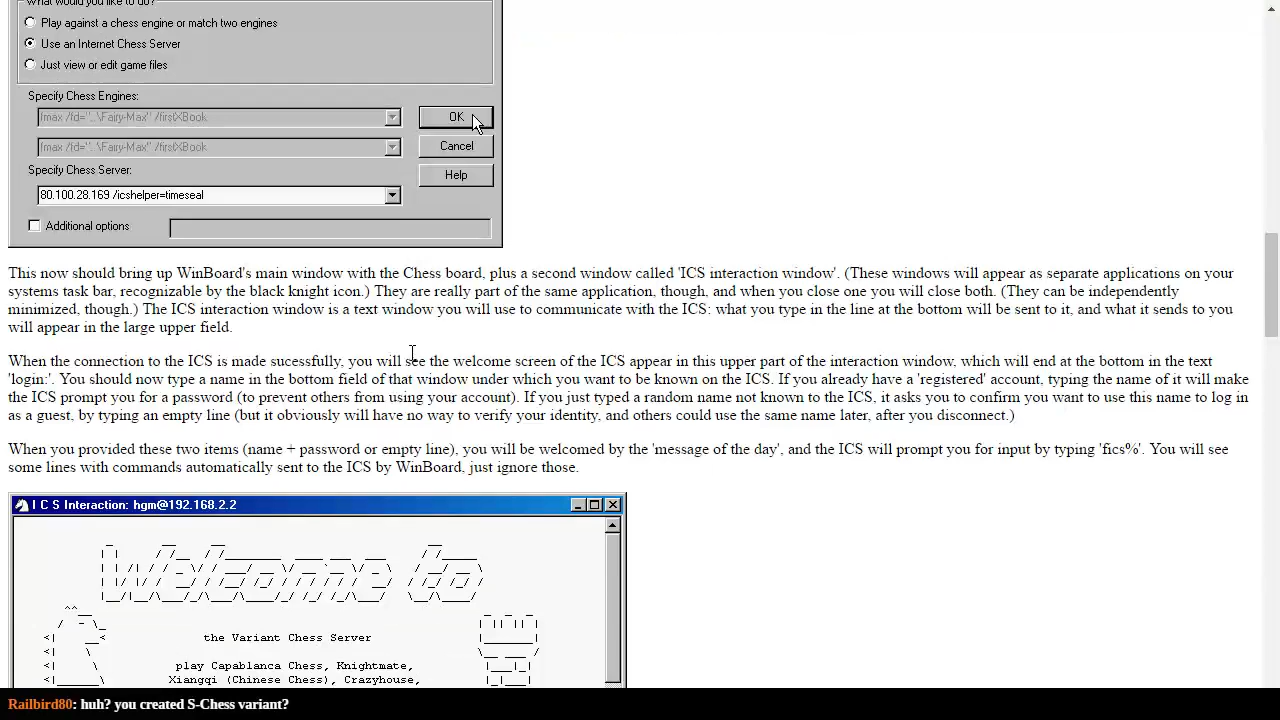 What would you like to do?
Play against a chess engine or match two engines
Use an Internet Chess Server
Just view or edit game files
Specify Chess Engines:
fmax /fd="..\Fairy-Max" /firstXBook
OK
fmax /fd="..\Fairy-Max" /firstXBook
Cancel
Specify Chess Server:
Help
80.100.28.169 /icshelper=timeseal
Additional options
This now should bring up WinBoard's main window with the Chess board, plus a second window called 'ICS interaction window'. (These windows will appear as separate applications on your
systems task bar, recognizable by the black knight icon.) They are really part of the same application, though, and when you close one you will close both. (They can be independently
minimized, though.) The ICS interaction window is a text window you will use to communicate with the ICS: what you type in the line at the bottom will be sent to it, and what it sends to you
will appear in the large upper field.
When the connection to the ICS is made sucessfully, you will see the welcome screen of the ICS appear in this upper part of the interaction window, which will end at the bottom in the text
'login:'. You should now type a name in the bottom field of that window under which you want to be known on the ICS. If you already have a 'registered' account, typing the name of it will make
the ICS prompt you for a password (to prevent others from using your account). If you just typed a random name not known to the ICS, it asks you to confirm you want to use this name to log in
as a guest, by typing an empty line (but it obviously will have no way to verify your identity, and others could use the same name later, after you disconnect.)
When you provided these two items (name + password or empty line), you will be welcomed by the 'message of the day', and the ICS will prompt you for input by typing 'fics%'. You will see
some lines with commands automatically sent to the ICS by WinBoard, just ignore those.
I C S Interaction: hgm@192.168.2.2
Welcome to
the Variant Chess Server
play Capablanca Chess, Knightmate,
Xiangqi (Chinese Chess), Crazyhouse,
Railbird80: huh? you created S-Chess variant?